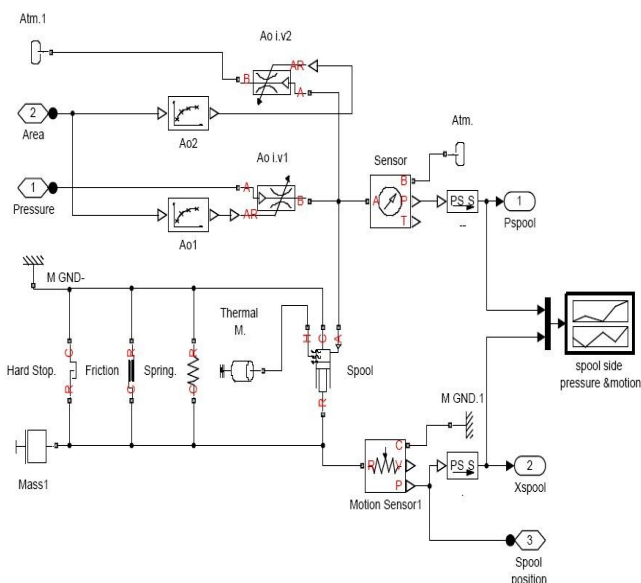 Atm.1
Ao i.v2
B
AR
A
2
Area
Ao2
Atm.
Ao i.v1
Sensor
1
Pressure
A
AR
B
Ao1
A
B
P
T
PS S
--
1
Pspool
M GND-
Thermal
M.
Hard Stop.
C
R
Friction
R
C
Spring.
R
C
H
C
A
R
Spool
spool side
pressure &motion
M GND.1
Mass1
R
C
V
P
Motion Sensor1
PS S
.
2
Xspool
3
Spool
position